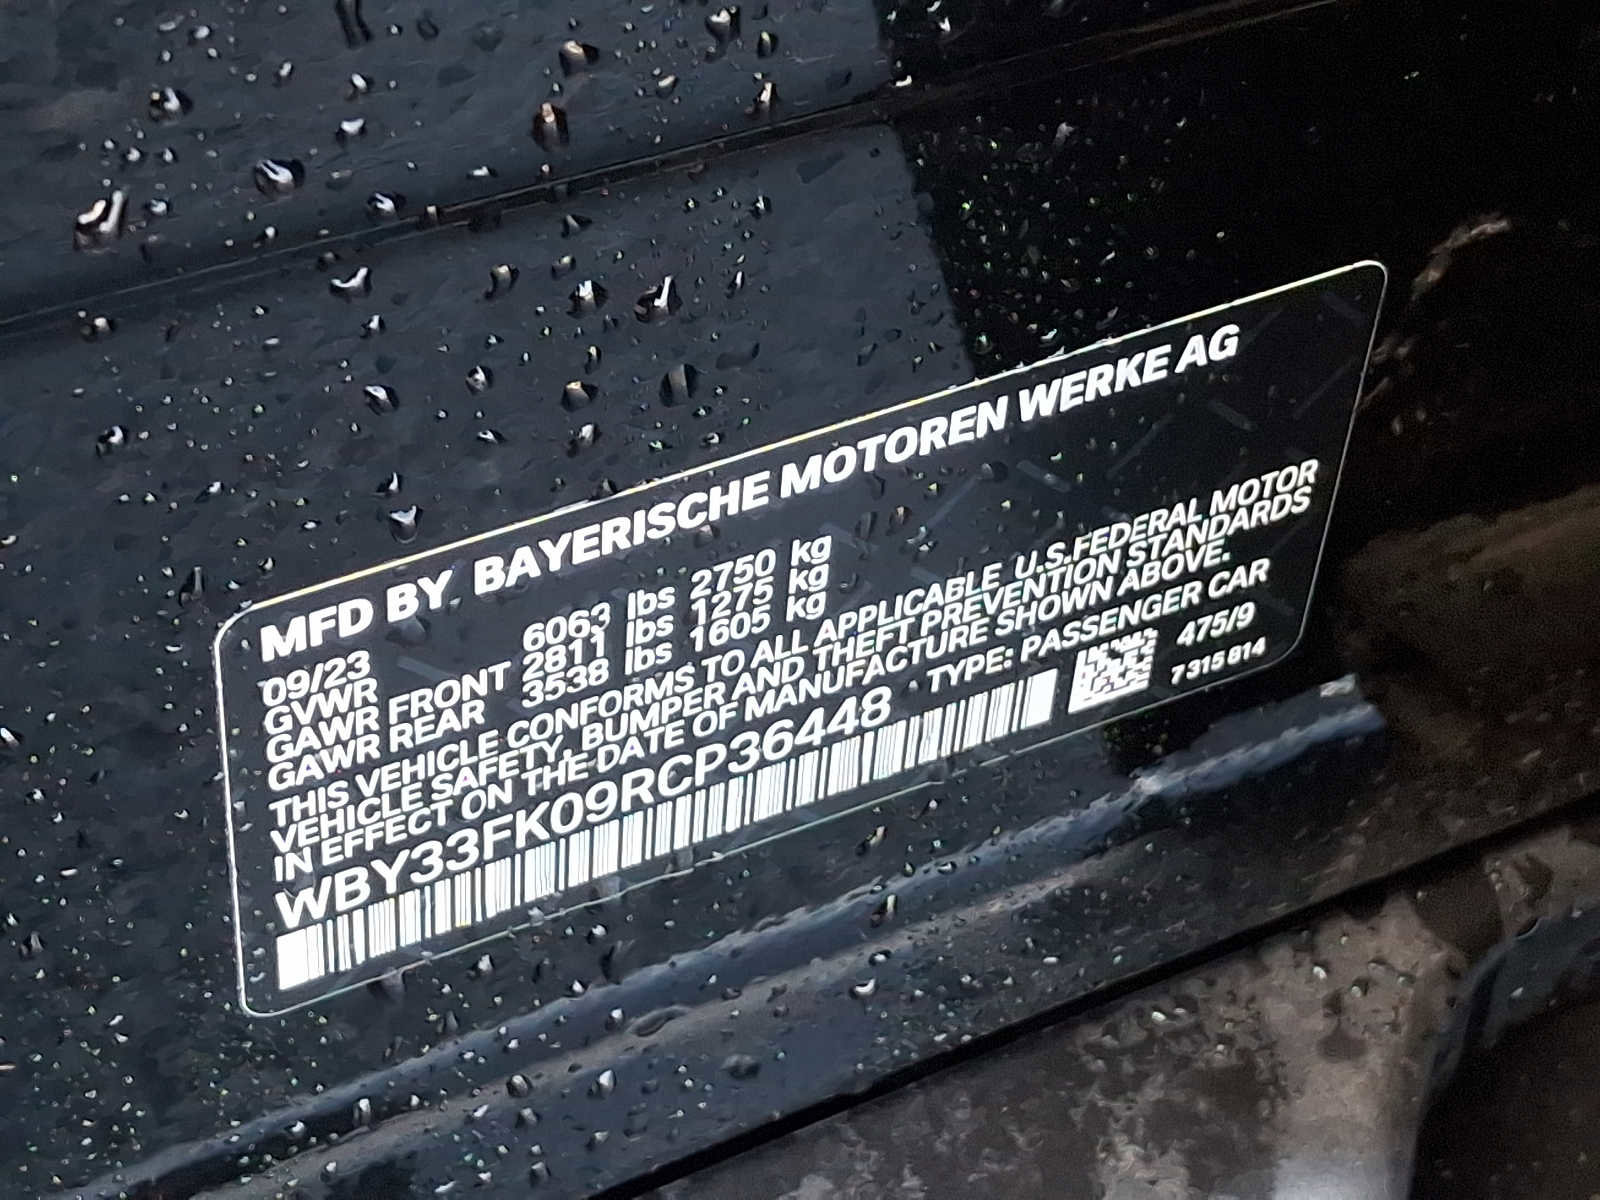 MFD BY BAYERISCHE MOTOREN WERKE AG
09/23
GVWR 6063 lbs 2750 kg
GAWR FRONT 2811 lbs 1275 kg
GAWR REAR 3538 lbs 1605 kg
THIS VEHICLE CONFORMS TO ALL APPLICABLE U.S.FEDERAL MOTOR
VEHICLE SAFETY, BUMPER AND THEFT PREVENTION STANDARDS
IN EFFECT ON THE DATE OF MANUFACTURE SHOWN ABOVE.
WBY33FK09RCP36448 TYPE: PASSENGER CAR
475/9
7 315 814